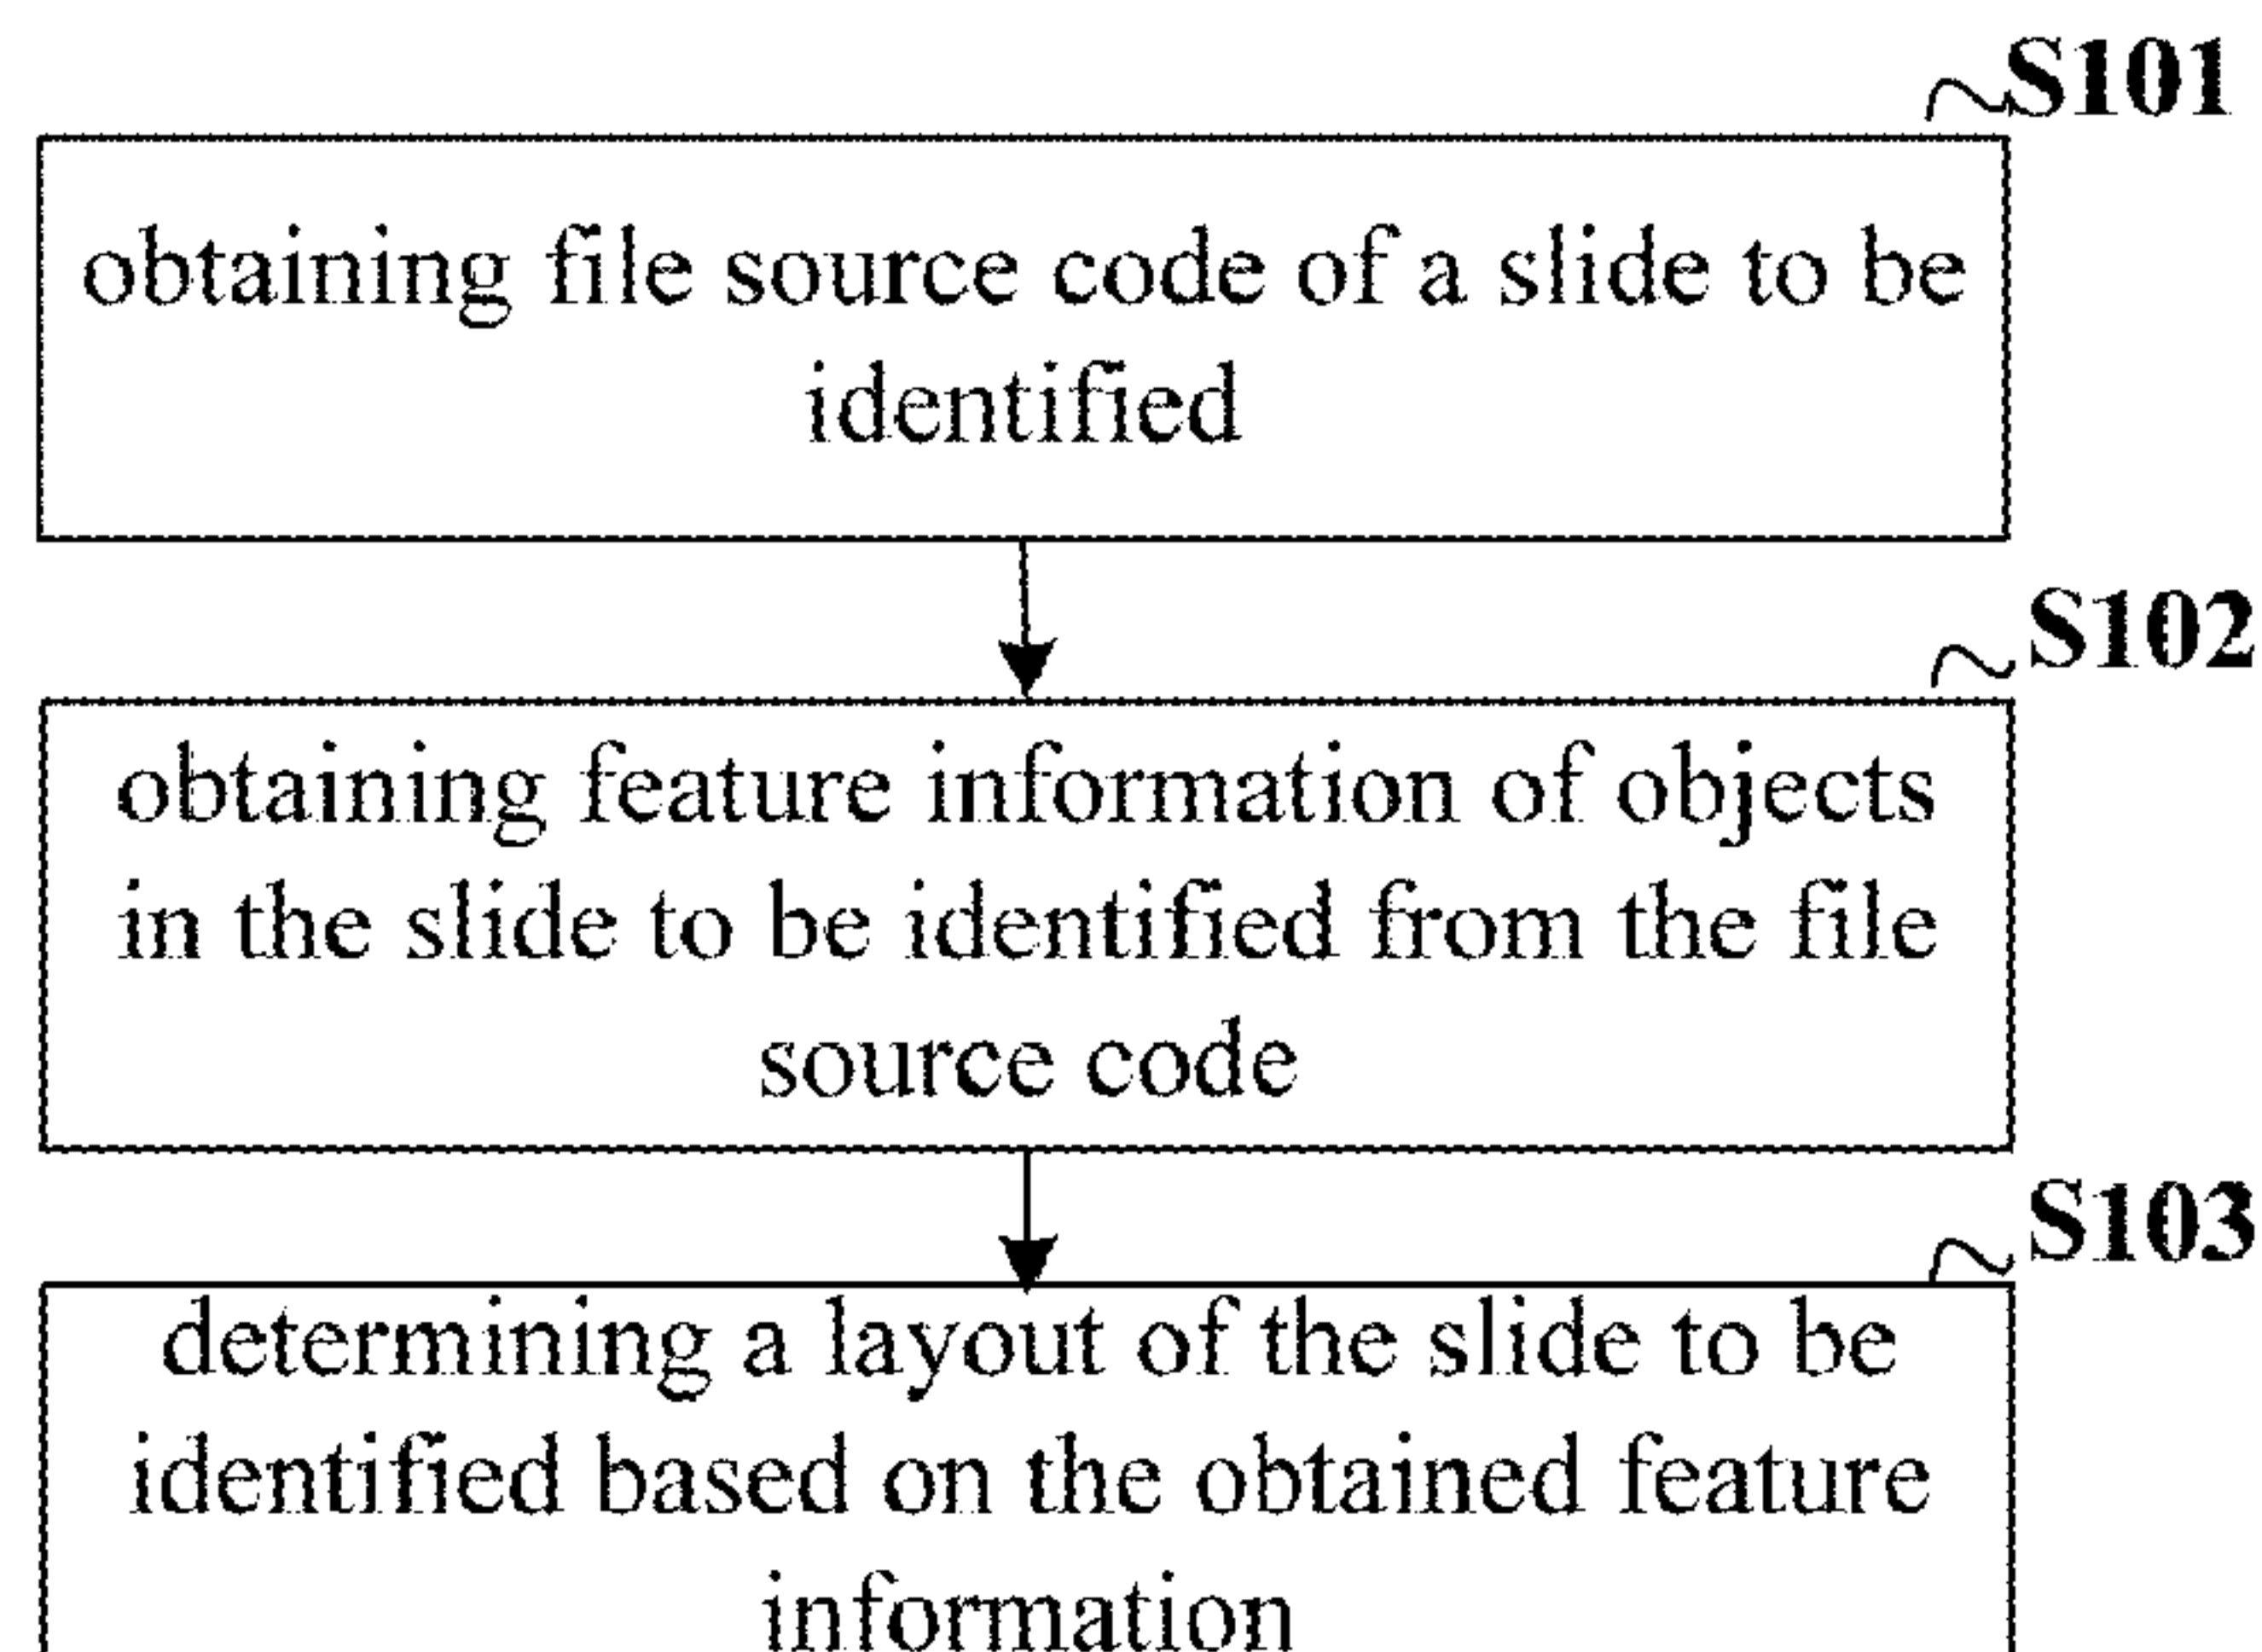 S101
obtaining file source code of a slide to be
identified
S102
obtaining feature information of objects
in the slide to be identified from the file
source code
S103
determining a layout of the slide to be
identified based on the obtained feature
information